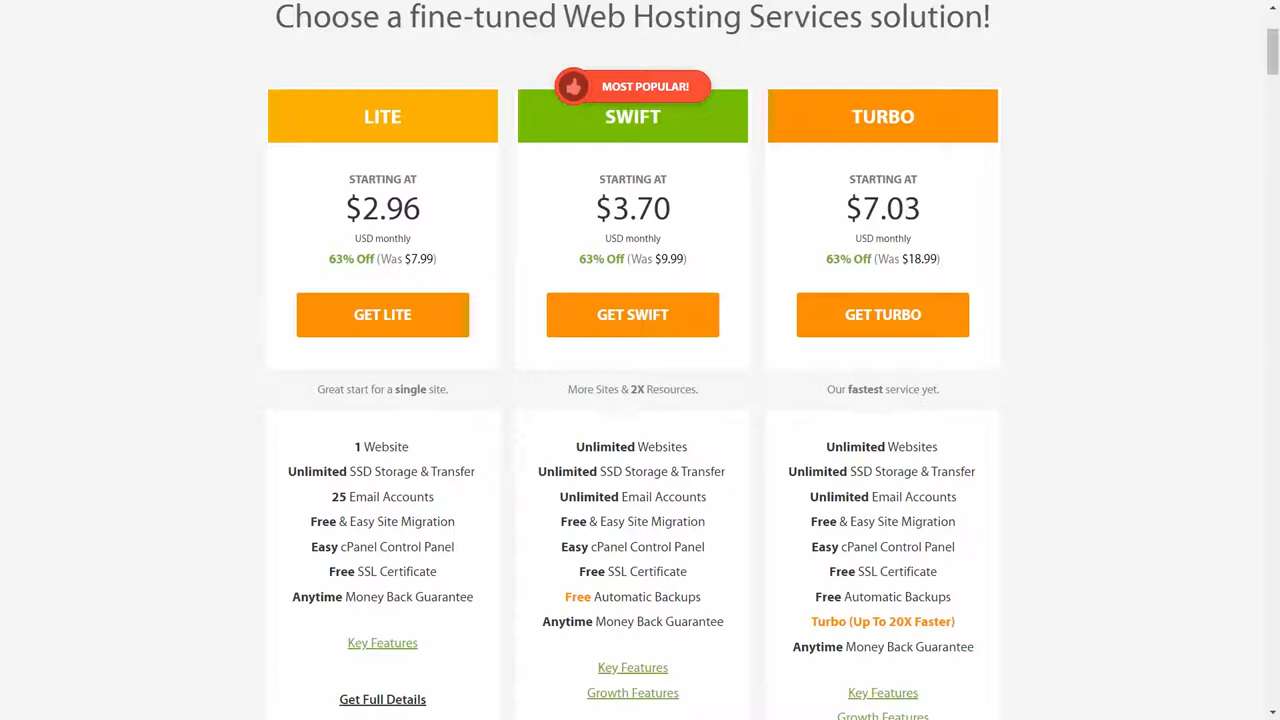 Choose a fine-tuned Web Hosting Services solution!
MOST POPULAR!
LITE
STARTING AT
$2.96
USD monthly
63% Off (Was $7.99)
GET LITE
Great start for a single site.
1 Website
Unlimited SSD Storage & Transfer
25 Email Accounts
Free & Easy Site Migration
Easy cPanel Control Panel
Free SSL Certificate
Anytime Money Back Guarantee
Key Features
Get Full Details
SWIFT
STARTING AT
$3.70
USD monthly
63% Off (Was $9.99)
GET SWIFT
More Sites & 2X Resources.
Unlimited Websites
Unlimited SSD Storage & Transfer
Unlimited Email Accounts
Free & Easy Site Migration
Easy cPanel Control Panel
Free SSL Certificate
Free Automatic Backups
Anytime Money Back Guarantee
Key Features
Growth Features
TURBO
STARTING AT
$7.03
USD monthly
63% Off (Was $18.99)
GET TURBO
Our fastest service yet.
Unlimited Websites
Unlimited SSD Storage & Transfer
Unlimited Email Accounts
Free & Easy Site Migration
Easy cPanel Control Panel
Free SSL Certificate
Free Automatic Backups
Turbo (Up To 20X Faster)
Anytime Money Back Guarantee
Key Features
Growth Features